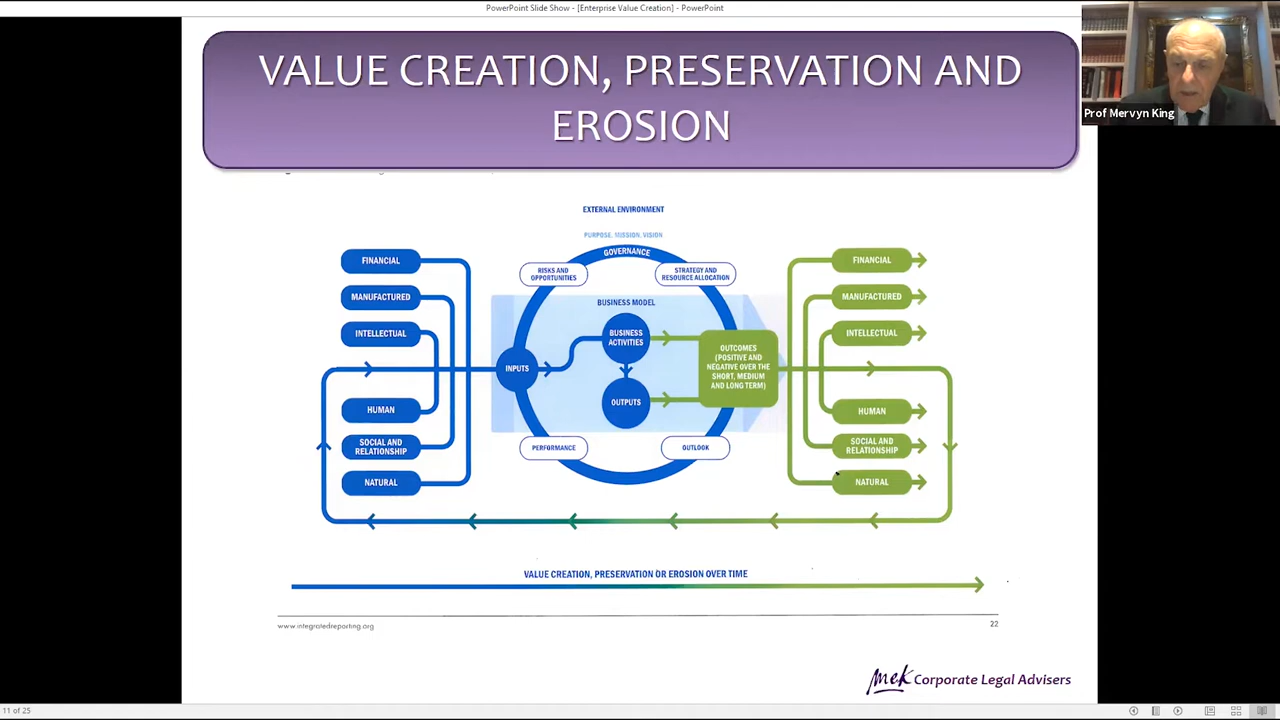 PowerPoint Slide Show - [Enterprise Value Creation] - PowerPoint
VALUE CREATION, PRESERVATION AND
EROSION
Prof Mervyn King
EXTERNAL ENVIRONMENT
PURPOSE, MISSION, VISION
GOVERNANCE
RISKS AND
OPPORTUNITIES
STRATEGY AND
RESOURCE ALLOCATION
BUSINESS MODEL
FINANCIAL
MANUFACTURED
INTELLECTUAL
HUMAN
SOCIAL AND
RELATIONSHIP
NATURAL
INPUTS
BUSINESS
ACTIVITIES
OUTPUTS
OUTCOMES
(POSITIVE AND
NEGATIVE OVER THE
SHORT, MEDIUM
AND LONG TERM)
PERFORMANCE
OUTLOOK
FINANCIAL
MANUFACTURED
INTELLECTUAL
HUMAN
SOCIAL AND
RELATIONSHIP
NATURAL
VALUE CREATION, PRESERVATION OR EROSION OVER TIME
www.integratedreporting.org
22
mek Corporate Legal Advisers
11 of 25